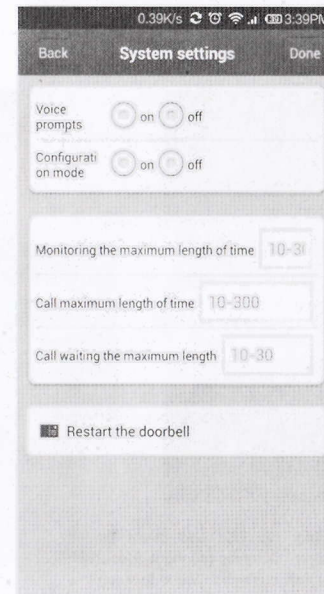 0.39K/s 3:39PM
Back System settings Done
Voice
prompts on off
Configurati
on mode on off
Monitoring the maximum length of time 10-3
Call maximum length of time 10-300
Call waiting the maximum length 10-30
Restart the doorbell